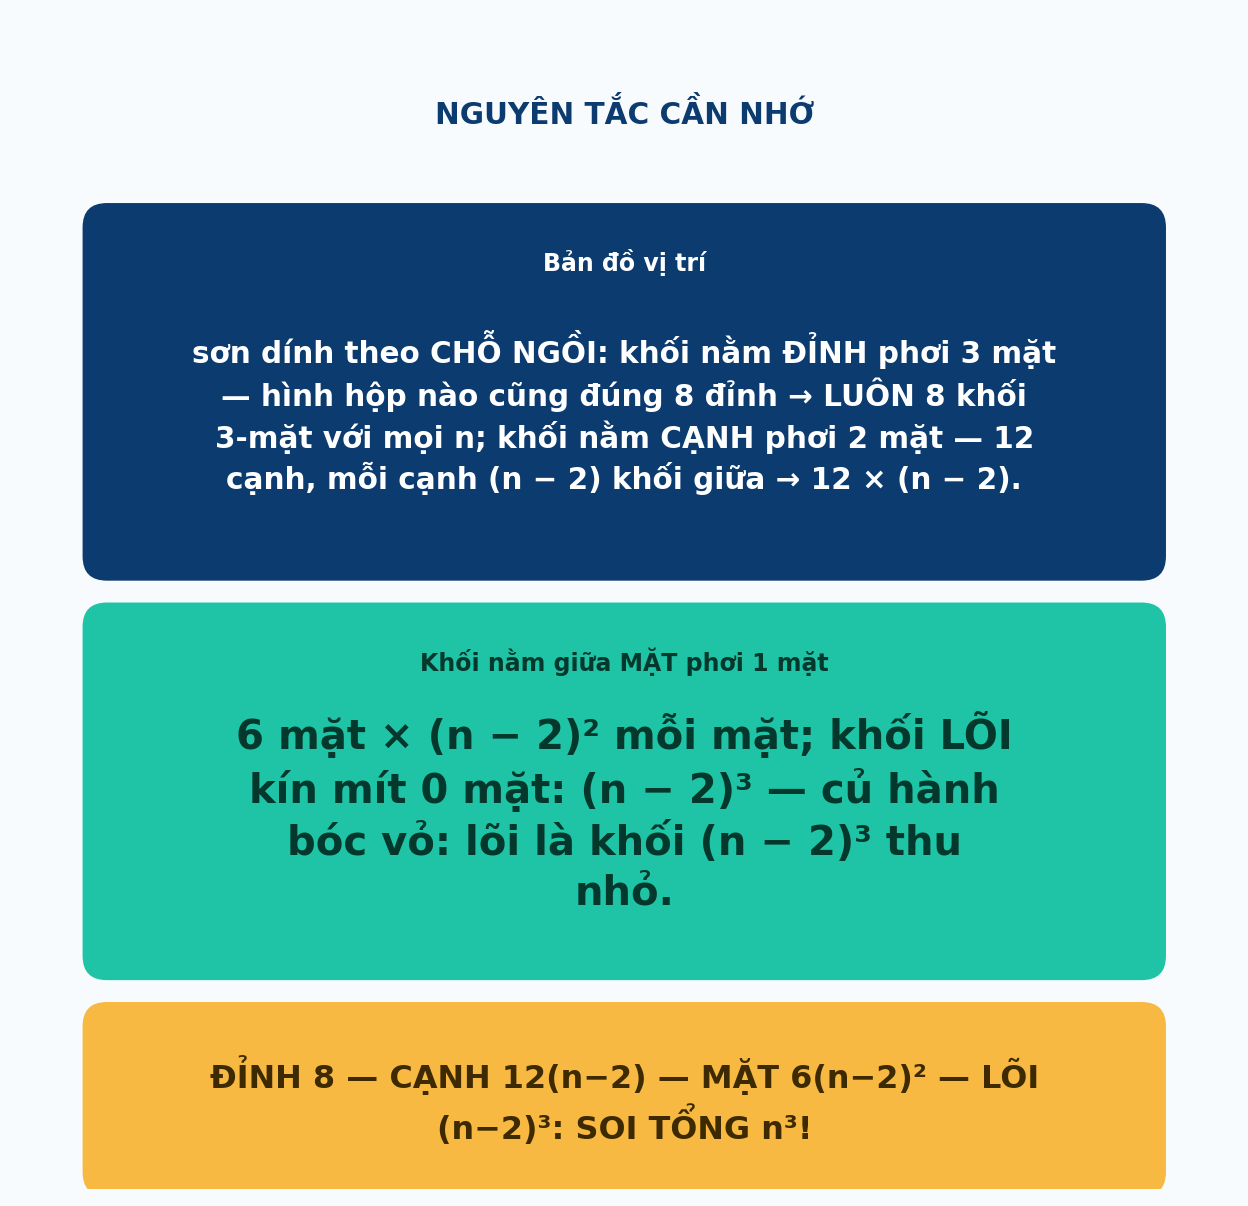 NGUYÊN TẮC CẦN NHỚ
Bản đồ vị trí
sơn dính theo CHỖ NGỒI: khối nằm ĐỈNH phơi 3 mặt
— hình hộp nào cũng đúng 8 đỉnh → LUÔN 8 khối
3-mặt với mọi n; khối nằm CẠNH phơi 2 mặt — 12
cạnh, mỗi cạnh (n − 2) khối giữa → 12 × (n − 2).
Khối nằm giữa MẶT phơi 1 mặt
6 mặt × (n − 2)² mỗi mặt; khối LÕI
kín mít 0 mặt: (n − 2)³ — củ hành
bóc vỏ: lõi là khối (n − 2)³ thu
nhỏ.
ĐỈNH 8 — CẠNH 12(n−2) — MẶT 6(n−2)² — LÕI
(n−2)³: SOI TỔNG n³!